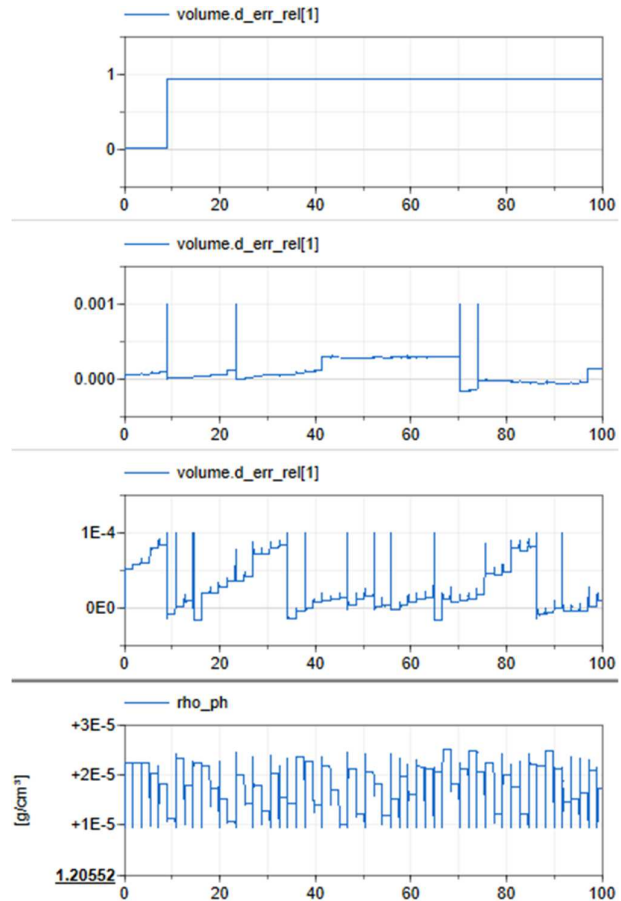 volume.d_err_rel[1]
1
0
0 20 40 60 80 100
volume.d_err_rel[1]
0.001
0.000
0 20 40 60 80 100
volume.d_err_rel[1]
1E-4
0E0
0 20 40 60 80 100
rho_ph
+3E-5
+2E-5
[g/cm³]
+1E-5
1.20552
0 20 40 60 80 100